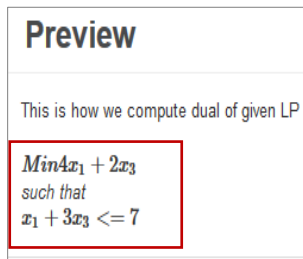 Preview
This is how we compute dual of given LP
Min4x₁ + 2x₃
such that
x₁ + 3x₃ <= 7